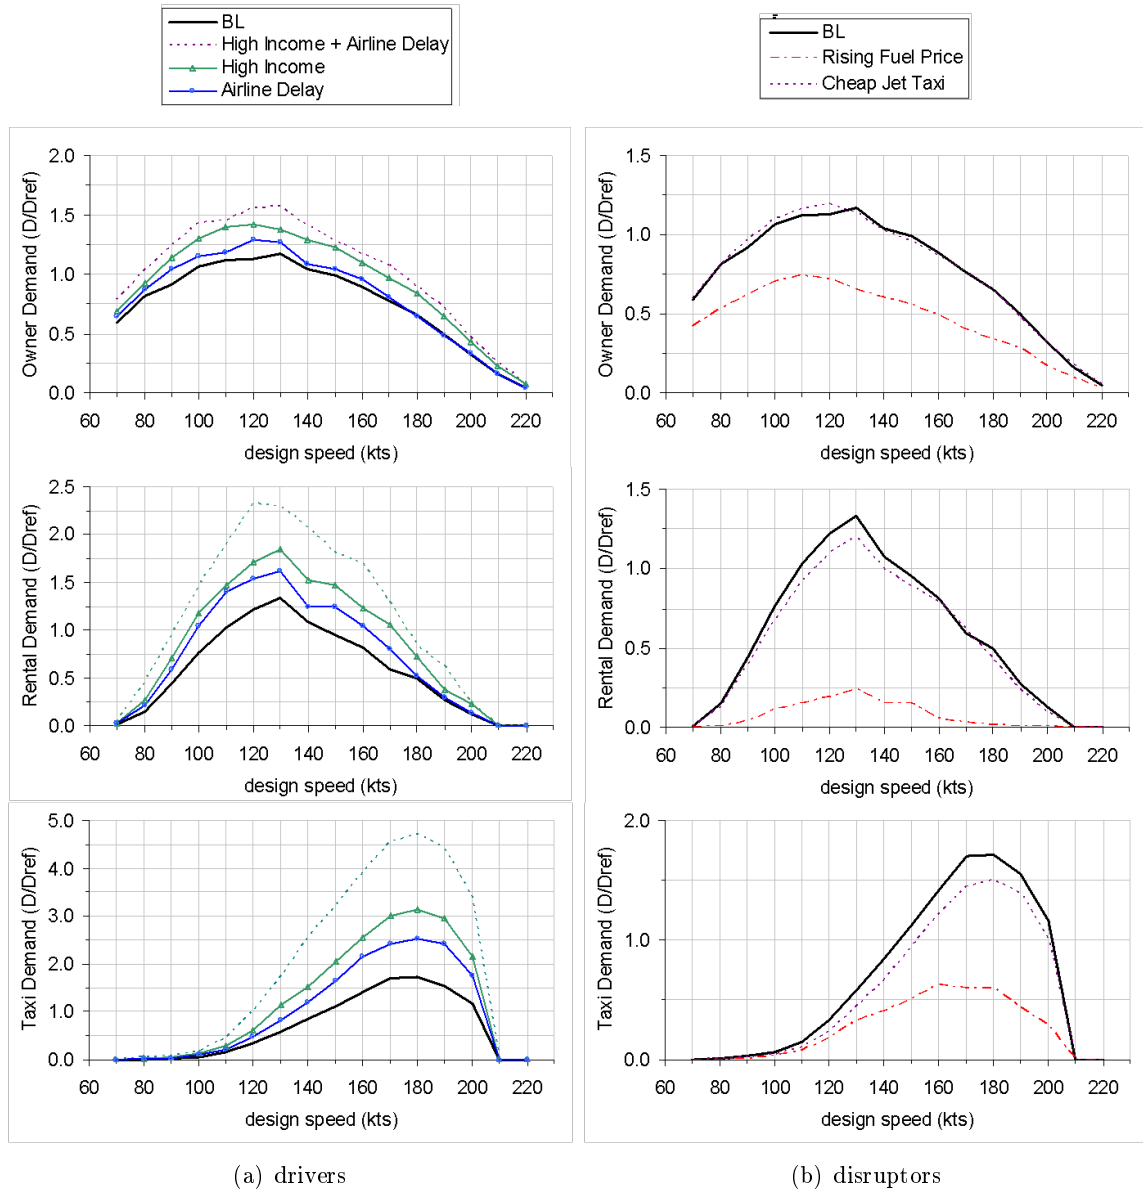 BL
High Income + Airline Delay
High Income
Airline Delay
BL
Rising Fuel Price
Cheap Jet Taxi
Owner Demand (D/Dref)
2.0
1.5
1.0
0.5
0.0
60 80 100 120 140 160 180 200 220
design speed (kts)
Owner Demand (D/Dref)
1.5
1.0
0.5
0.0
60 80 100 120 140 160 180 200 220
design speed (kts)
Rental Demand (D/Dref)
2.5
2.0
1.5
1.0
0.5
0.0
60 80 100 120 140 160 180 200 220
design speed (kts)
Rental Demand (D/Dref)
1.5
1.0
0.5
0.0
60 80 100 120 140 160 180 200 220
design speed (kts)
Taxi Demand (D/Dref)
5.0
4.0
3.0
2.0
1.0
0.0
60 80 100 120 140 160 180 200 220
design speed (kts)
Taxi Demand (D/Dref)
2.0
1.0
0.0
60 80 100 120 140 160 180 200 220
design speed (kts)
(a) drivers
(b) disruptors